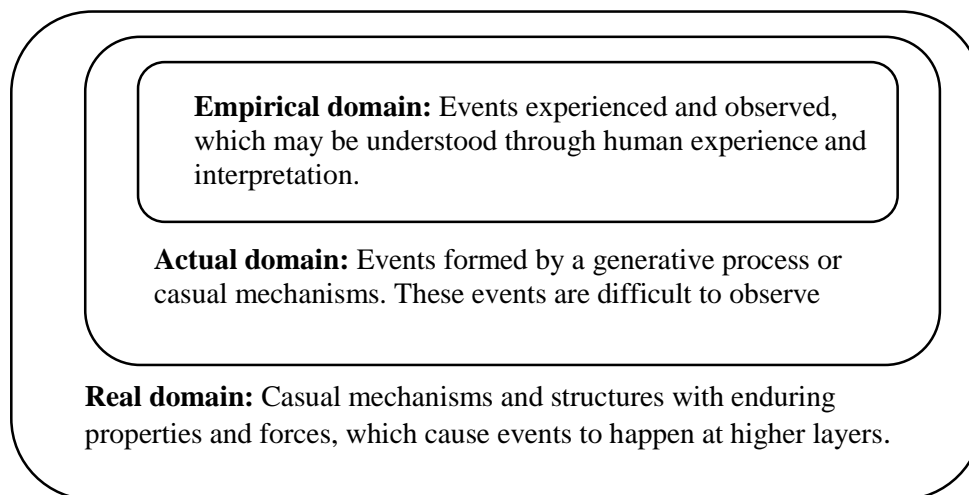 Empirical domain: Events experienced and observed,
which may be understood through human experience and
interpretation.
Actual domain: Events formed by a generative process or
casual mechanisms. These events are difficult to observe
Real domain: Casual mechanisms and structures with enduring
properties and forces, which cause events to happen at higher layers.